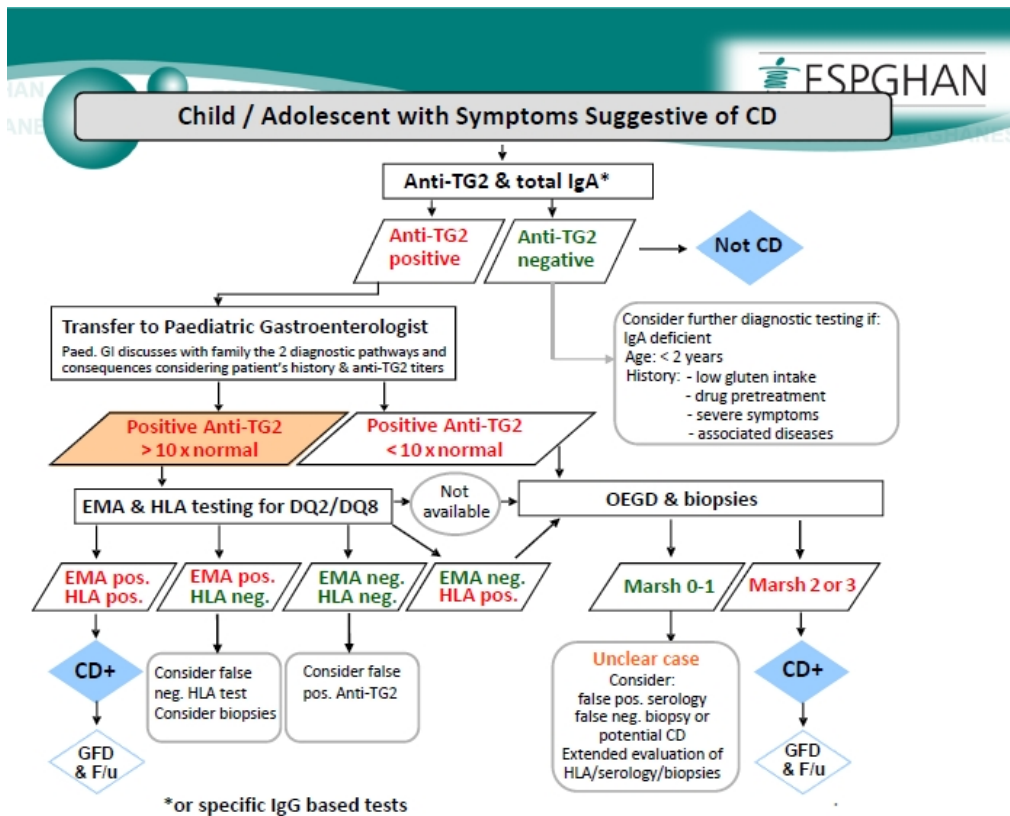 ESPGHAN
Child / Adolescent with Symptoms Suggestive of CD
Anti-TG2 & total IgA*
Anti-TG2
positive
Anti-TG2
negative
Not CD
Transfer to Paediatric Gastroenterologist
Paed. GI discusses with family the 2 diagnostic pathways and
consequences considering patient's history & anti-TG2 titers
Consider further diagnostic testing if:
IgA deficient
Age: < 2 years
History: - low gluten intake
- drug pretreatment
- severe symptoms
- associated diseases
Positive Anti-TG2
> 10 x normal
Positive Anti-TG2
< 10 x normal
EMA & HLA testing for DQ2/DQ8
Not
available
OEGD & biopsies
EMA pos.
HLA pos.
EMA pos.
HLA neg.
EMA neg.
HLA neg.
EMA neg.
HLA pos.
Marsh 0-1
Marsh 2 or 3
CD+
Consider false
neg. HLA test
Consider biopsies
Consider false
pos. Anti-TG2
Unclear case
Consider:
false pos. serology
false neg. biopsy or
potential CD
Extended evaluation of
HLA/serology/biopsies
CD+
GFD
& F/u
GFD
& F/u
*or specific IgG based tests